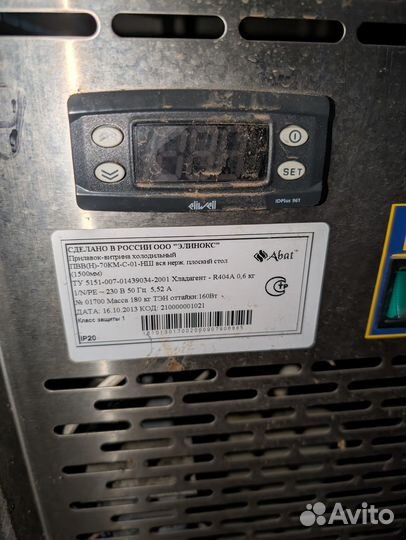 eliwell
IDPlus 961
SET
СДЕЛАНО В РОССИИ ООО "ЭЛИНОКС"
Прилавок-витрина холодильный
ПВВ(Н)-70КМ-С-01-НШ вся нерж. плоский стол
(1500мм)
Abat
ТУ 5151-007-01439034-2001 Хладагент - R404A 0,6 кг
1/N/PE ~ 230 В 50 Гц 5,52 А
№ 01700 Масса 180 кг ТЭН оттайки:160Вт
ДАТА: 16.10.2013 КОД: 210000001021
Класс защиты 1
IP20
Avito